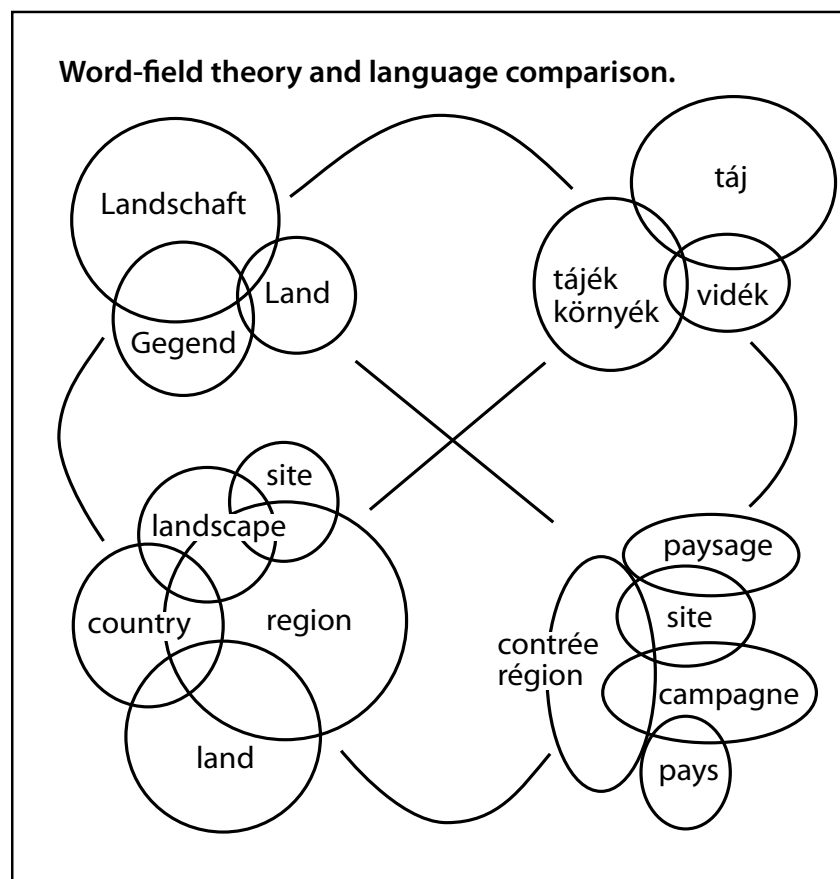 Word-field theory and language comparison.
Landschaft
Gegend
Land
táj
tájék
környék
vidék
site
landscape
country
region
land
paysage
site
contrée
région
campagne
pays